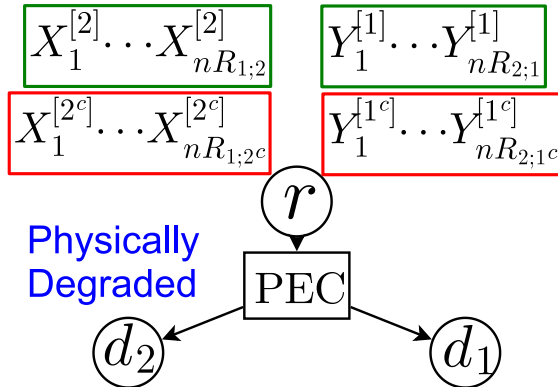 X_1^{[2]} ··· X_{nR_{1;2}}^{[2]} Y_1^{[1]} ··· Y_{nR_{2;1}}^{[1]}
X_1^{[2^c]} ··· X_{nR_{1;2^c}}^{[2^c]} Y_1^{[1^c]} ··· Y_{nR_{2;1^c}}^{[1^c]}
r
Physically
Degraded
PEC
d_2 d_1